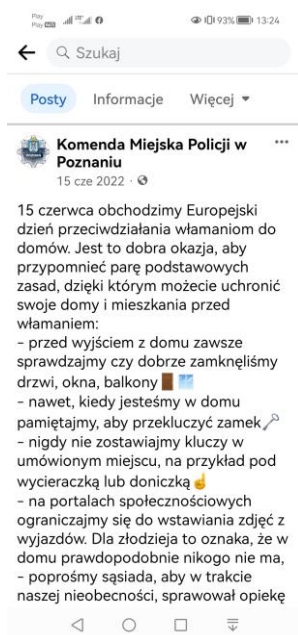 Play
Play
93% 13:24
Szukaj
Posty Informacje Więcej
Komenda Miejska Policji w
Poznaniu
15 cze 2022 ·
15 czerwca obchodzimy Europejski
dzień przeciwdziałania włamaniom do
domów. Jest to dobra okazja, aby
przypomnieć parę podstawowych
zasad, dzięki którym możecie uchronić
swoje domy i mieszkania przed
włamaniem:
– przed wyjściem z domu zawsze
sprawdzajmy czy dobrze zamknęliśmy
drzwi, okna, balkony🚪🪟
– nawet, kiedy jesteśmy w domu
pamiętajmy, aby przekluczyć zamek🗝
– nigdy nie zostawiajmy kluczy w
umówionym miejscu, na przykład pod
wycieraczką lub doniczką☝
– na portalach społecznościowych
ograniczajmy się do wstawiania zdjęć z
wyjazdów. Dla złodzieja to oznaka, że w
domu prawdopodobnie nikogo nie ma,
– poprośmy sąsiada, aby w trakcie
naszej nieobecności, sprawował opiekę